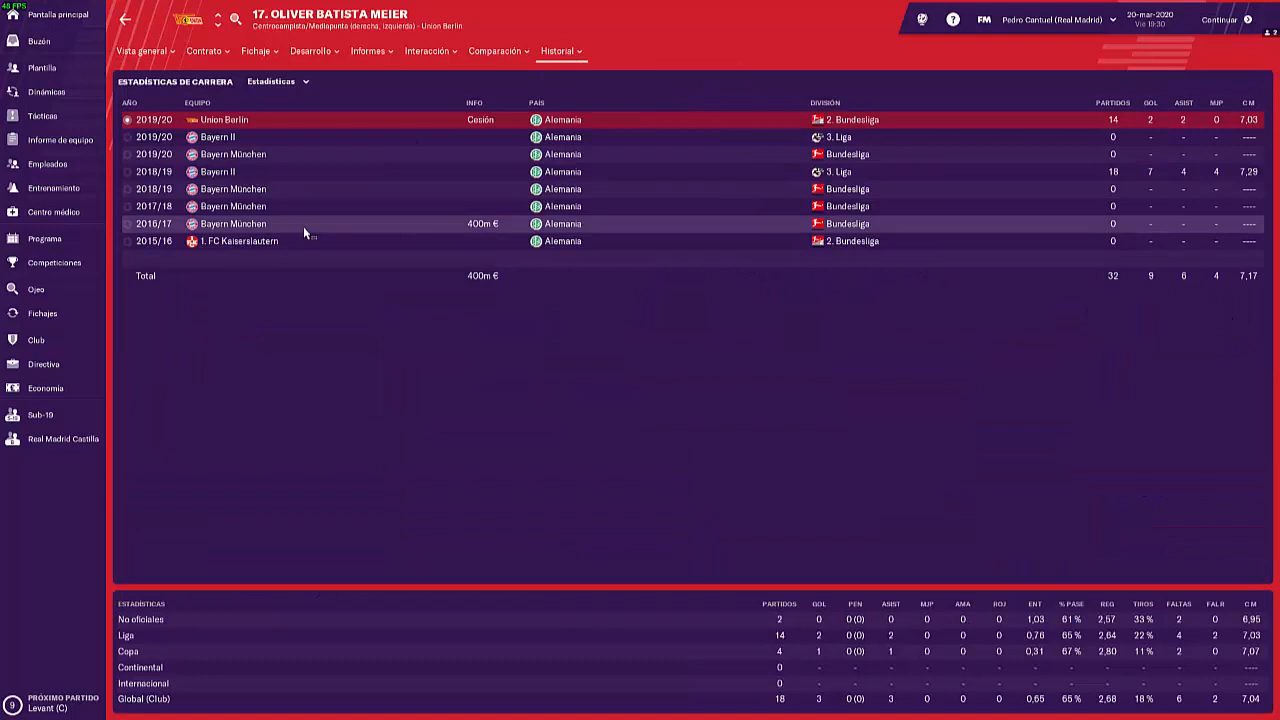 48 FPS
Pantalla principal
Buzón
Plantilla
Dinámicas
Tácticas
Informe de equipo
Empleados
Entrenamiento
Centro médico
Programa
Competiciones
Ojeo
Fichajes
Club
Directiva
Economía
Sub-19
Real Madrid Castilla
9 PRÓXIMO PARTIDO
Levant (C)
17. OLIVER BATISTA MEIER
Centrocampista/Mediapunta (derecha, izquierda) - Union Berlin
? FM Pedro Cantuel (Real Madrid) 20-mar-2020 Vie 19:30 Continuar
2
Vista general Contrato Fichaje Desarrollo Informes Interacción Comparación Historial
ESTADÍSTICAS DE CARRERA Estadísticas
AÑO EQUIPO INFO PAÍS DIVISIÓN PARTIDOS GOL ASIST MJP C M
2019/20 Union Berlin Cesión Alemania 2. Bundesliga 14 2 2 0 7,03
2019/20 Bayern II Alemania 3. Liga 0 - - - ----
2019/20 Bayern München Alemania Bundesliga 0 - - - ----
2018/19 Bayern II Alemania 3. Liga 18 7 4 4 7,29
2018/19 Bayern München Alemania Bundesliga 0 - - - ----
2017/18 Bayern München Alemania Bundesliga 0 - - - ----
2016/17 Bayern München 400m € Alemania Bundesliga 0 - - - ----
2015/16 1. FC Kaiserslautern Alemania 2. Bundesliga 0 - - - ----
Total 400m € 32 9 6 4 7,17
ESTADÍSTICAS PARTIDOS GOL PEN ASIST MJP AMA ROJ ENT % PASE REG TIROS FALTAS FALR C M
No oficiales 2 0 0 (0) 0 0 0 0 1,03 61 % 2,57 33 % 2 0 6,95
Liga 14 2 0 (0) 2 0 0 0 0,76 65 % 2,64 22 % 4 2 7,03
Copa 4 1 0 (0) 1 0 0 0 0,31 67 % 2,80 11 % 2 0 7,07
Continental 0 - - - - - - - - - - - - --
Internacional 0 - - - - - - - - - - - - --
Global (Club) 18 3 0 (0) 3 0 0 0 0,65 65 % 2,68 18 % 6 2 7,04